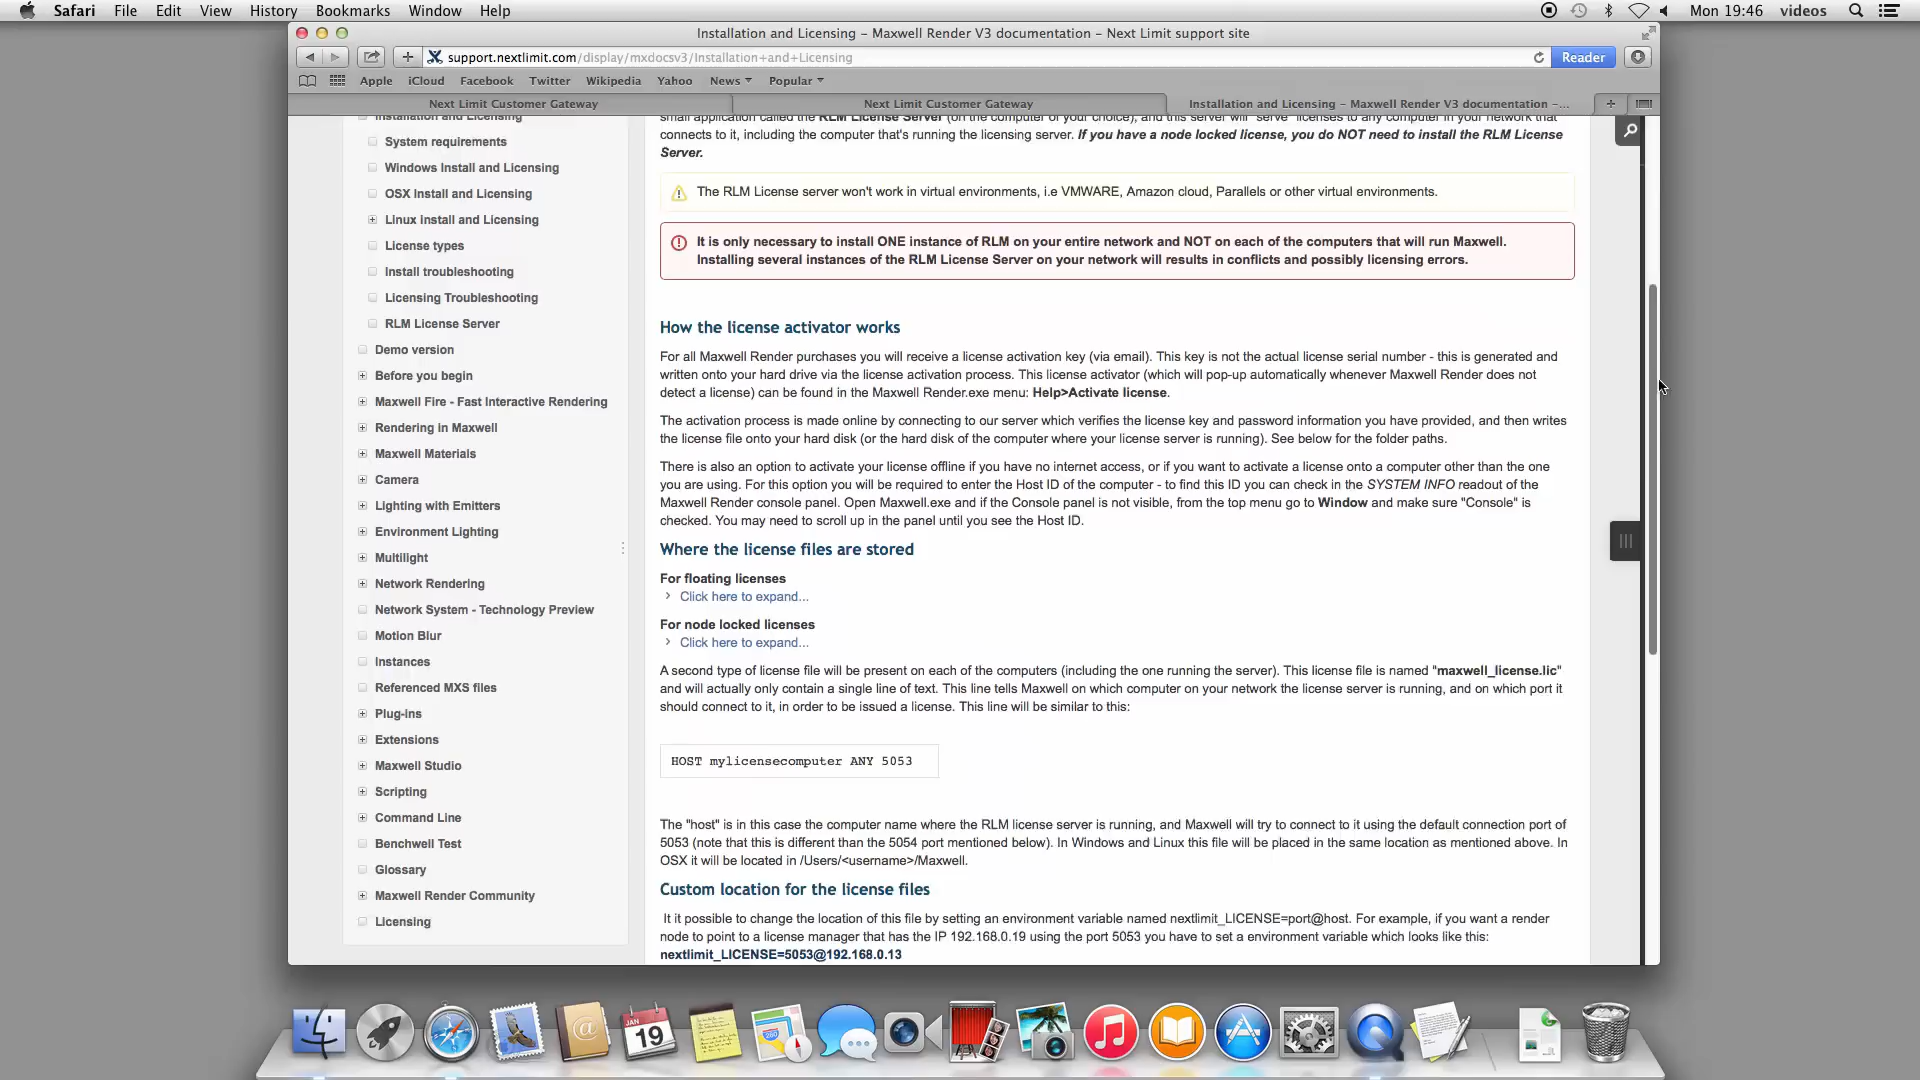 Safari File Edit View History Bookmarks Window Help
Mon 19:46 videos
Installation and Licensing – Maxwell Render V3 documentation – Next Limit support site
support.nextlimit.com/display/mxdocsv3/Installation+and+Licensing
Reader
Apple iCloud Facebook Twitter Wikipedia Yahoo News Popular
Next Limit Customer Gateway
Next Limit Customer Gateway
Installation and Licensing – Maxwell Render V3 documentation –...
Installation and Licensing
System requirements
Windows Install and Licensing
OSX Install and Licensing
Linux Install and Licensing
License types
Install troubleshooting
Licensing Troubleshooting
RLM License Server
Demo version
Before you begin
Maxwell Fire - Fast Interactive Rendering
Rendering in Maxwell
Maxwell Materials
Camera
Lighting with Emitters
Environment Lighting
Multilight
Network Rendering
Network System - Technology Preview
Motion Blur
Instances
Referenced MXS files
Plug-ins
Extensions
Maxwell Studio
Scripting
Command Line
Benchwell Test
Glossary
Maxwell Render Community
Licensing
small application called the RLM License Server (on the computer of your choice), and this server will "serve" licenses to any computer in your network that
connects to it, including the computer that's running the licensing server. If you have a node locked license, you do NOT need to install the RLM License
Server.
The RLM License server won't work in virtual environments, i.e VMWARE, Amazon cloud, Parallels or other virtual environments.
It is only necessary to install ONE instance of RLM on your entire network and NOT on each of the computers that will run Maxwell.
Installing several instances of the RLM License Server on your network will results in conflicts and possibly licensing errors.
How the license activator works
For all Maxwell Render purchases you will receive a license activation key (via email). This key is not the actual license serial number - this is generated and
written onto your hard drive via the license activation process. This license activator (which will pop-up automatically whenever Maxwell Render does not
detect a license) can be found in the Maxwell Render.exe menu: Help>Activate license.
The activation process is made online by connecting to our server which verifies the license key and password information you have provided, and then writes
the license file onto your hard disk (or the hard disk of the computer where your license server is running). See below for the folder paths.
There is also an option to activate your license offline if you have no internet access, or if you want to activate a license onto a computer other than the one
you are using. For this option you will be required to enter the Host ID of the computer - to find this ID you can check in the SYSTEM INFO readout of the
Maxwell Render console panel. Open Maxwell.exe and if the Console panel is not visible, from the top menu go to Window and make sure "Console" is
checked. You may need to scroll up in the panel until you see the Host ID.
Where the license files are stored
For floating licenses
Click here to expand...
For node locked licenses
Click here to expand...
A second type of license file will be present on each of the computers (including the one running the server). This license file is named "maxwell_license.lic"
and will actually only contain a single line of text. This line tells Maxwell on which computer on your network the license server is running, and on which port it
should connect to it, in order to be issued a license. This line will be similar to this:
HOST mylicensecomputer ANY 5053
The "host" is in this case the computer name where the RLM license server is running, and Maxwell will try to connect to it using the default connection port of
5053 (note that this is different than the 5054 port mentioned below). In Windows and Linux this file will be placed in the same location as mentioned above. In
OSX it will be located in /Users/<username>/Maxwell.
Custom location for the license files
It it possible to change the location of this file by setting an environment variable named nextlimit_LICENSE=port@host. For example, if you want a render
node to point to a license manager that has the IP 192.168.0.19 using the port 5053 you have to set a environment variable which looks like this:
nextlimit_LICENSE=5053@192.168.0.13
JAN
19